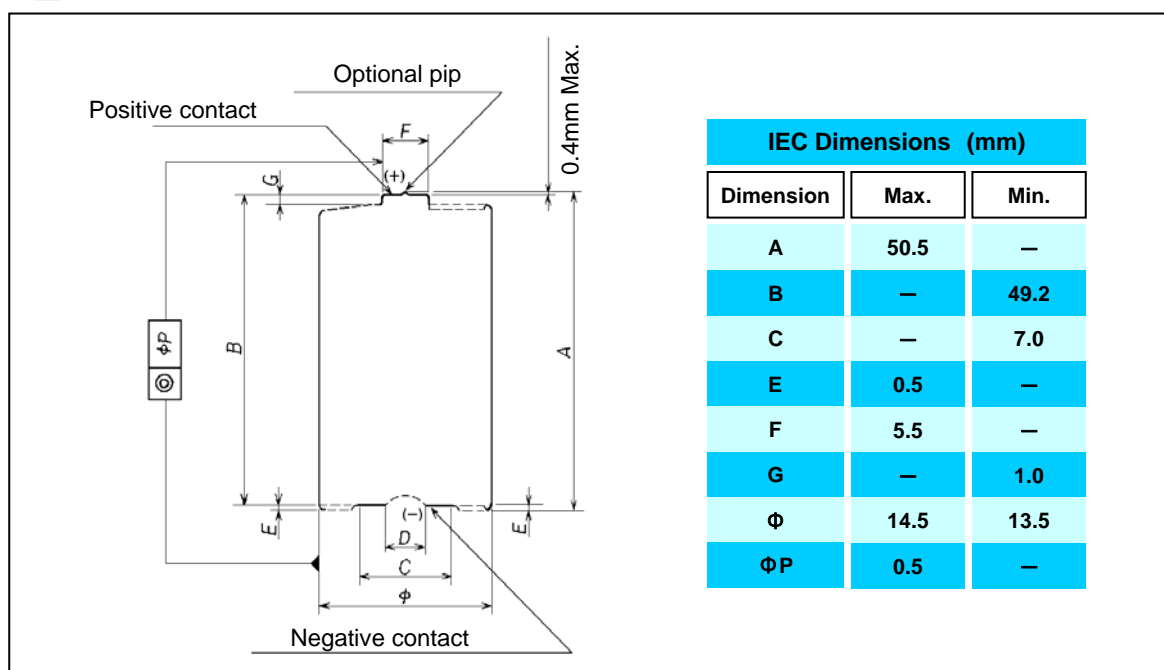 Optional pip
0.4mm Max.
Positive contact
F
G
(+)
ΦP
B
A
E
(−)
E
D
C
Φ
Negative contact
IEC Dimensions (mm)
Dimension Max. Min.
A 50.5 —
B — 49.2
C — 7.0
E 0.5 —
F 5.5 —
G — 1.0
Φ 14.5 13.5
ΦP 0.5 —